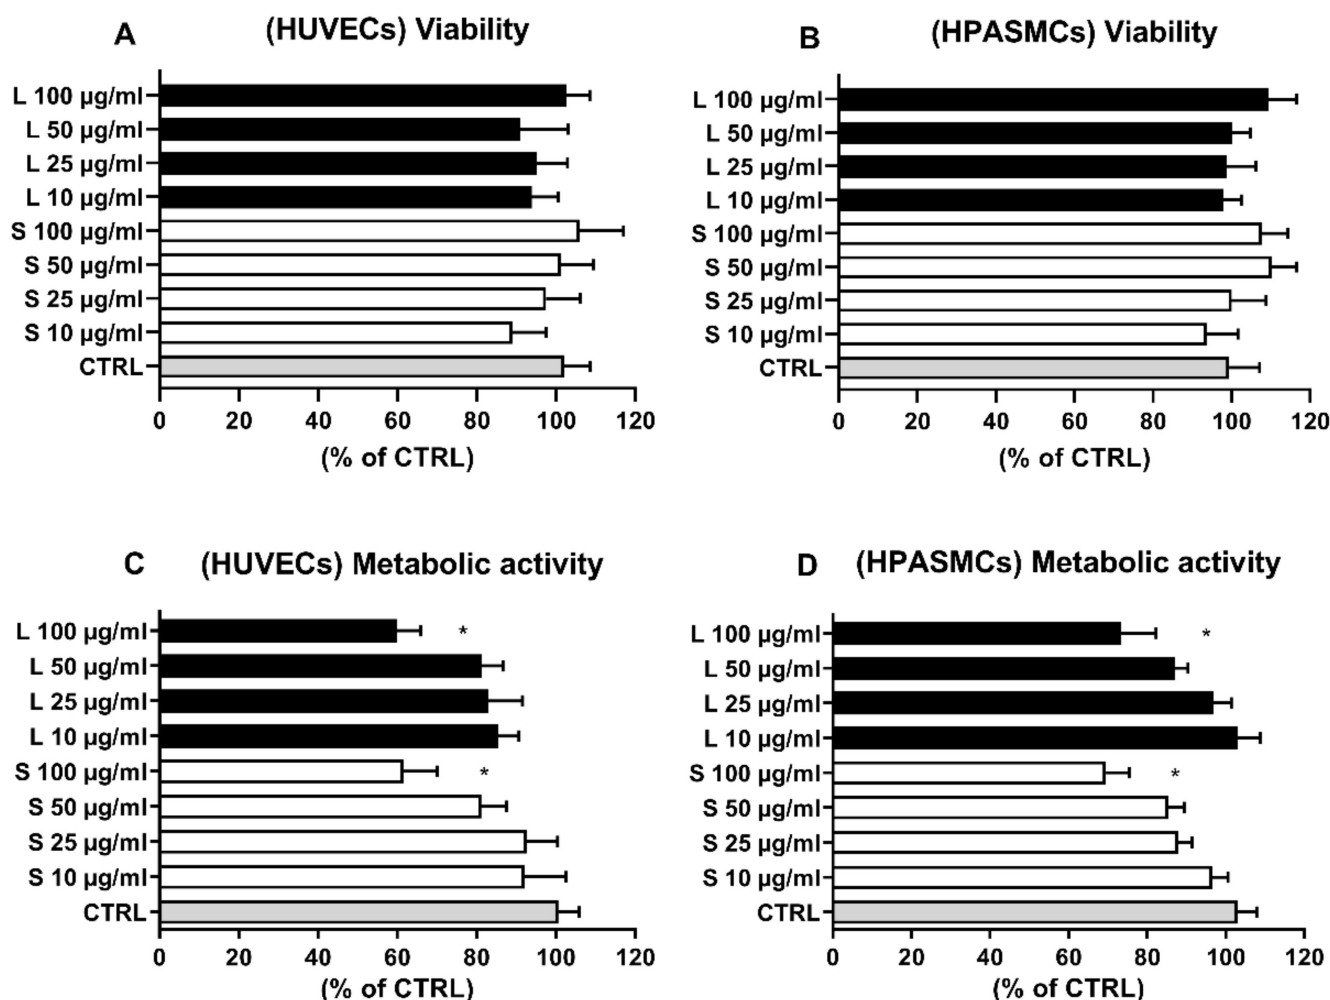 A (HUVECs) Viability
L 100 µg/ml
L 50 µg/ml
L 25 µg/ml
L 10 µg/ml
S 100 µg/ml
S 50 µg/ml
S 25 µg/ml
S 10 µg/ml
CTRL
0 20 40 60 80 100 120
(% of CTRL)
B (HPASMCs) Viability
L 100 µg/ml
L 50 µg/ml
L 25 µg/ml
L 10 µg/ml
S 100 µg/ml
S 50 µg/ml
S 25 µg/ml
S 10 µg/ml
CTRL
0 20 40 60 80 100 120
(% of CTRL)
C (HUVECs) Metabolic activity
L 100 µg/ml *
L 50 µg/ml
L 25 µg/ml
L 10 µg/ml
S 100 µg/ml *
S 50 µg/ml
S 25 µg/ml
S 10 µg/ml
CTRL
0 20 40 60 80 100 120
(% of CTRL)
D (HPASMCs) Metabolic activity
L 100 µg/ml *
L 50 µg/ml
L 25 µg/ml
L 10 µg/ml
S 100 µg/ml *
S 50 µg/ml
S 25 µg/ml
S 10 µg/ml
CTRL
0 20 40 60 80 100 120
(% of CTRL)